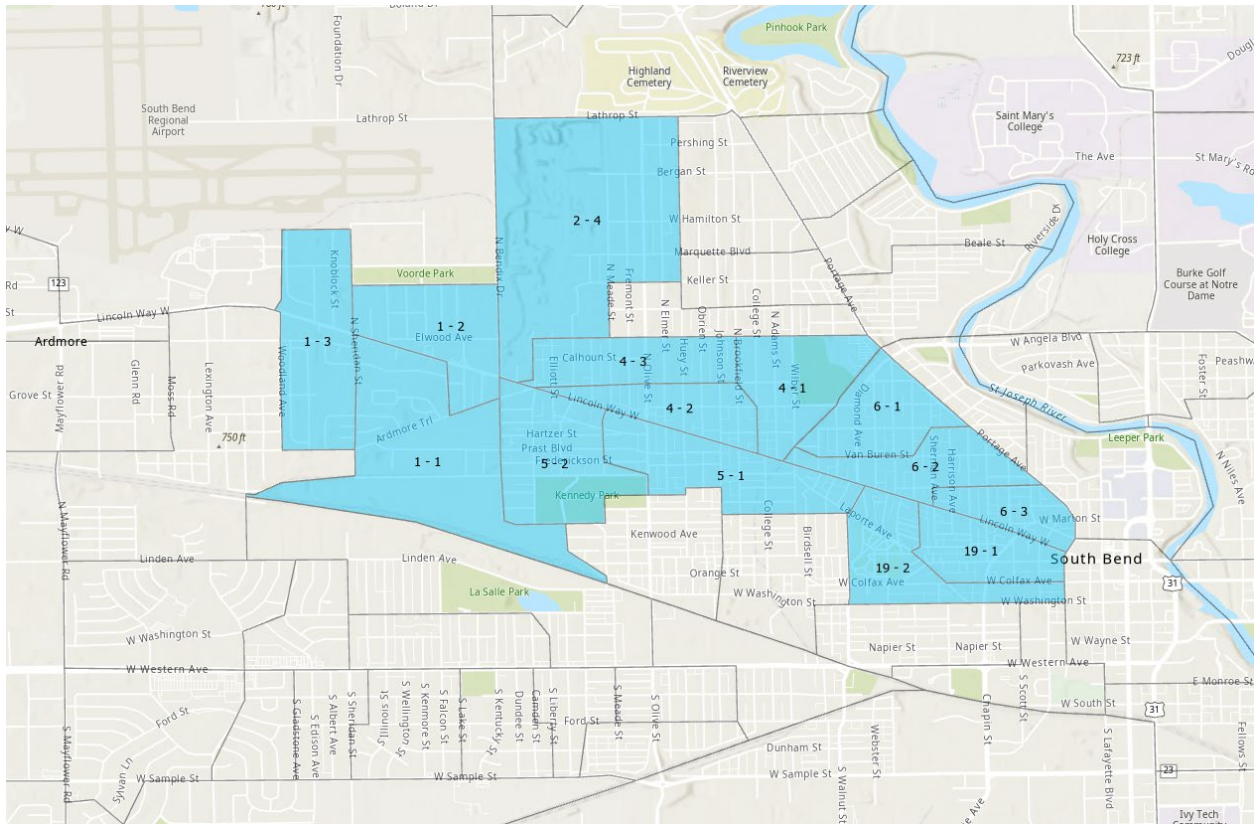 Foundation Dr
Pinhook Park
723 ft
Highland
Cemetery
Riverview
Cemetery
South Bend
Regional
Airport
Lathrop St
Lathrop St
Saint Mary's
College
Pershing St
The Ave
St Mary's
Bergan St
2 - 4
W Hamilton St
Riverside Dr
Beale St
Holy Cross
College
Marquette Blvd
Knoblock St
N Bendix Dr
Voorde Park
Portage Ave
Keller St
Burke Golf
Course at Notre
Dame
123
Rd
St
N Meade St
Fremont St
Lincoln Way W
N Elmer St
Obrien St
College St
N Adams St
1 - 2
Elwood Ave
N Sheridan St
Ardmore
1 - 3
Huey St
Johnson St
N Brookfield St
W Angela Blvd
Calhoun St
4 - 3
N Olive St
4 - 1
Wilber St
Parkovash Ave
Foster St
Glenn Rd
Moss Rd
Lexington Ave
Woodland Ave
Elliott St
Grove St
Mayflower Rd
Lincoln Way W
4 - 2
Diamond Ave
6 - 1
St Joseph River
Ardmore Trl
750 ft
Hartzer St
Prast Blvd
Frederickson St
Portage Ave
Leeper Park
1 - 1
5 - 2
Van Buren St
6 - 2
Sherman Ave
Harrison Ave
N Niles Ave
5 - 1
Kennedy Park
N Mayflower Rd
College St
Laporte Ave
6 - 3
W Marion St
Lincoln Way W
Kenwood Ave
Birdsell St
Linden Ave
Linden Ave
19 - 1
South Bend
Orange St
19 - 2
W Colfax Ave
W Colfax Ave
31
La Salle Park
W Washington St
W Washington St
W Washington St
Napier St
Napier St
W Wayne St
W Western Ave
W Western Ave
E Monroe St
S Mayflower Rd
Ford St
S Gladstone Ave
S Edison Ave
S Albert Ave
S Sheridan St
S Illinois St
S Wellington St
S Kenmore St
S Falcon St
S Lake St
S Kentucky St
Dundee St
Camden St
S Liberty St
Ford St
S Meade St
S Olive St
Chapin St
S Scott St
W South St
31
S Lafayette Blvd
Fellows St
Webster St
Dunham St
Sylvan Ln
W Sample St
W Sample St
W Sample St
S Walnut St
23
Ivy Tech